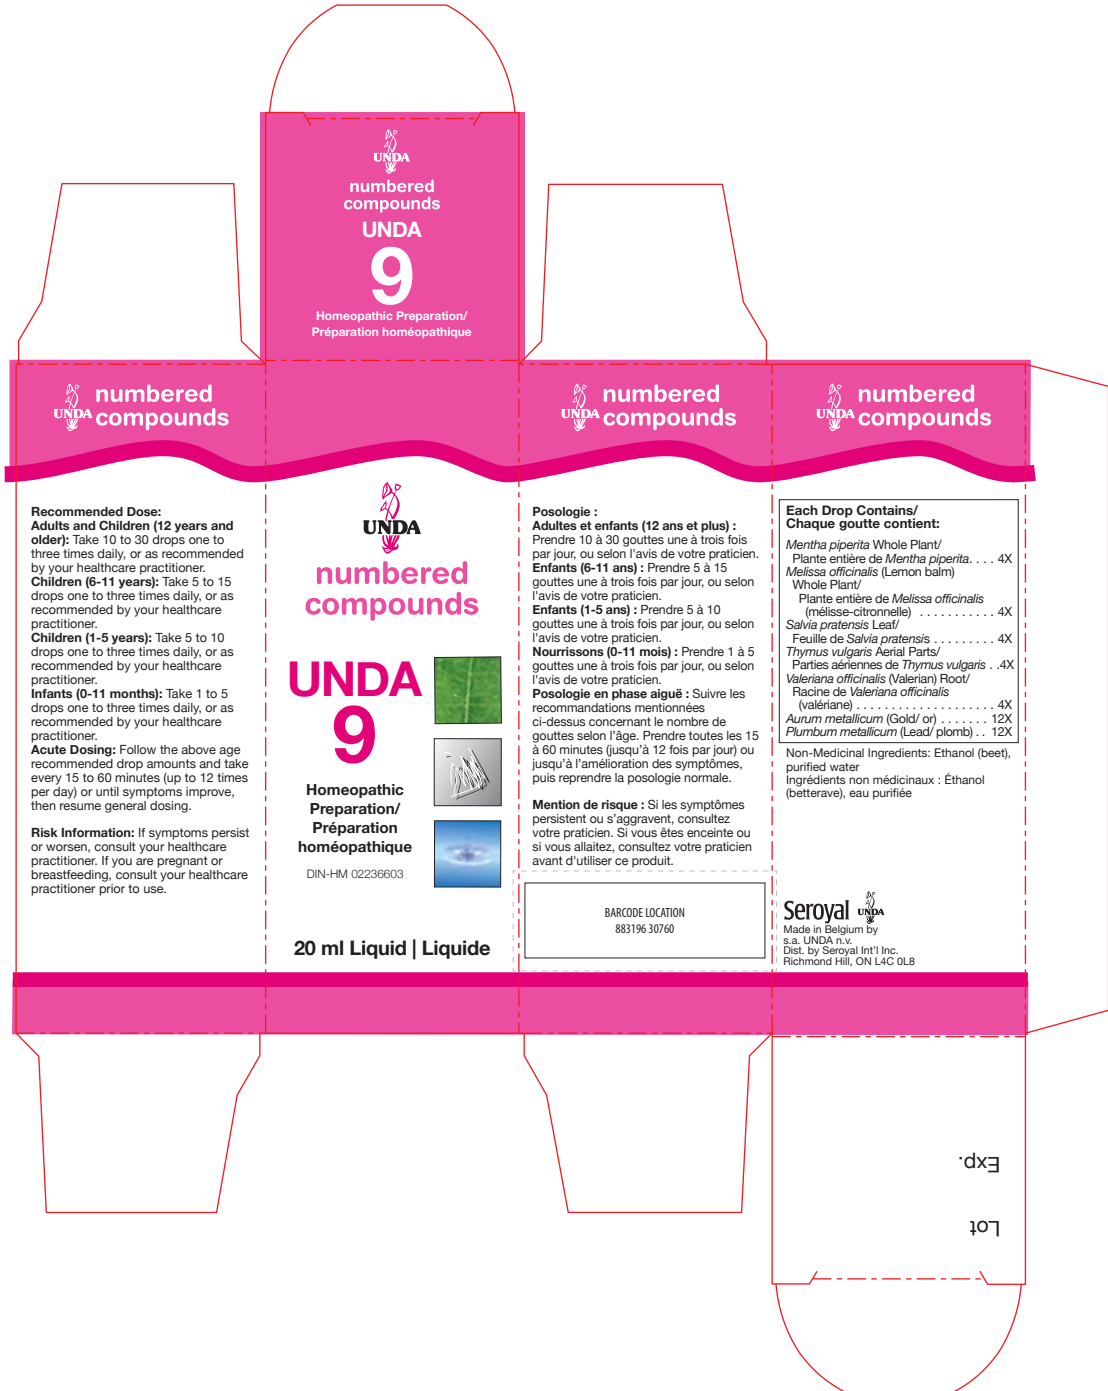 UNDA
numbered
compounds
UNDA
9
Homeopathic Preparation/
Préparation homéopathique
UNDA
numbered
compounds
Recommended Dose:
Adults and Children (12 years and
older): Take 10 to 30 drops one to
three times daily, or as recommended
by your healthcare practitioner.
Children (6-11 years): Take 5 to 15
drops one to three times daily, or as
recommended by your healthcare
practitioner.
Children (1-5 years): Take 5 to 10
drops one to three times daily, or as
recommended by your healthcare
practitioner.
Infants (0-11 months): Take 1 to 5
drops one to three times daily, or as
recommended by your healthcare
practitioner.
Acute Dosing: Follow the above age
recommended drop amounts and take
every 15 to 60 minutes (up to 12 times
per day) or until symptoms improve,
then resume general dosing.
Risk Information: If symptoms persist
or worsen, consult your healthcare
practitioner. If you are pregnant or
breastfeeding, consult your healthcare
practitioner prior to use.
UNDA
numbered
compounds
UNDA
9
Homeopathic
Preparation/
Préparation
homéopathique
DIN-HM 02236603
20 ml Liquid | Liquide
UNDA
numbered
compounds
Posologie :
Adultes et enfants (12 ans et plus) :
Prendre 10 à 30 gouttes une à trois fois
par jour, ou selon l'avis de votre praticien.
Enfants (6-11 ans) : Prendre 5 à 15
gouttes une à trois fois par jour, ou selon
l'avis de votre praticien.
Enfants (1-5 ans) : Prendre 5 à 10
gouttes une à trois fois par jour, ou selon
l'avis de votre praticien.
Nourrissons (0-11 mois) : Prendre 1 à 5
gouttes une à trois fois par jour, ou selon
l'avis de votre praticien.
Posologie en phase aiguë : Suivre les
recommandations mentionnées
ci-dessus concernant le nombre de
gouttes selon l'âge. Prendre toutes les 15
à 60 minutes (jusqu'à 12 fois par jour) ou
jusqu'à l'amélioration des symptômes,
puis reprendre la posologie normale.
Mention de risque : Si les symptômes
persistent ou s'aggravent, consultez
votre praticien. Si vous êtes enceinte ou
si vous allaitez, consultez votre praticien
avant d'utiliser ce produit.
BARCODE LOCATION
883196 30760
UNDA
numbered
compounds
Each Drop Contains/
Chaque goutte contient:
Mentha piperita Whole Plant/
Plante entière de Mentha piperita. . . . 4X
Melissa officinalis (Lemon balm)
Whole Plant/
Plante entière de Melissa officinalis
(mélisse-citronnelle) . . . . . . . . . . . 4X
Salvia pratensis Leaf/
Feuille de Salvia pratensis . . . . . . . . . 4X
Thymus vulgaris Aerial Parts/
Parties aériennes de Thymus vulgaris . .4X
Valeriana officinalis (Valerian) Root/
Racine de Valeriana officinalis
(valériane) . . . . . . . . . . . . . . . . . . . . 4X
Aurum metallicum (Gold/ or) . . . . . . . 12X
Plumbum metallicum (Lead/ plomb) . . 12X
Non-Medicinal Ingredients: Ethanol (beet),
purified water
Ingrédients non médicinaux : Éthanol
(betterave), eau purifiée
Seroyal UNDA
Made in Belgium by
s.a. UNDA n.v.
Dist. by Seroyal Int'l Inc.
Richmond Hill, ON L4C 0L8
Exp.
Lot